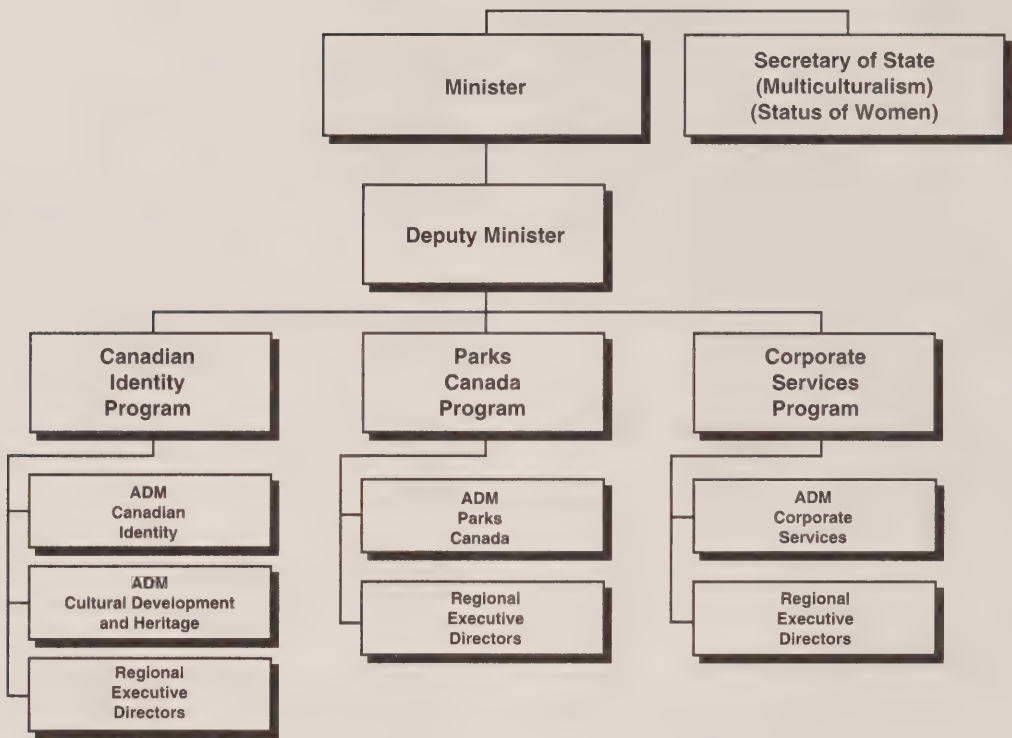 Minister
Secretary of State
(Multiculturalism)
(Status of Women)
Deputy Minister
Canadian
Identity
Program
Parks
Canada
Program
Corporate
Services
Program
ADM
Canadian
Identity
ADM
Cultural Development
and Heritage
Regional
Executive
Directors
ADM
Parks
Canada
Regional
Executive
Directors
ADM
Corporate
Services
Regional
Executive
Directors